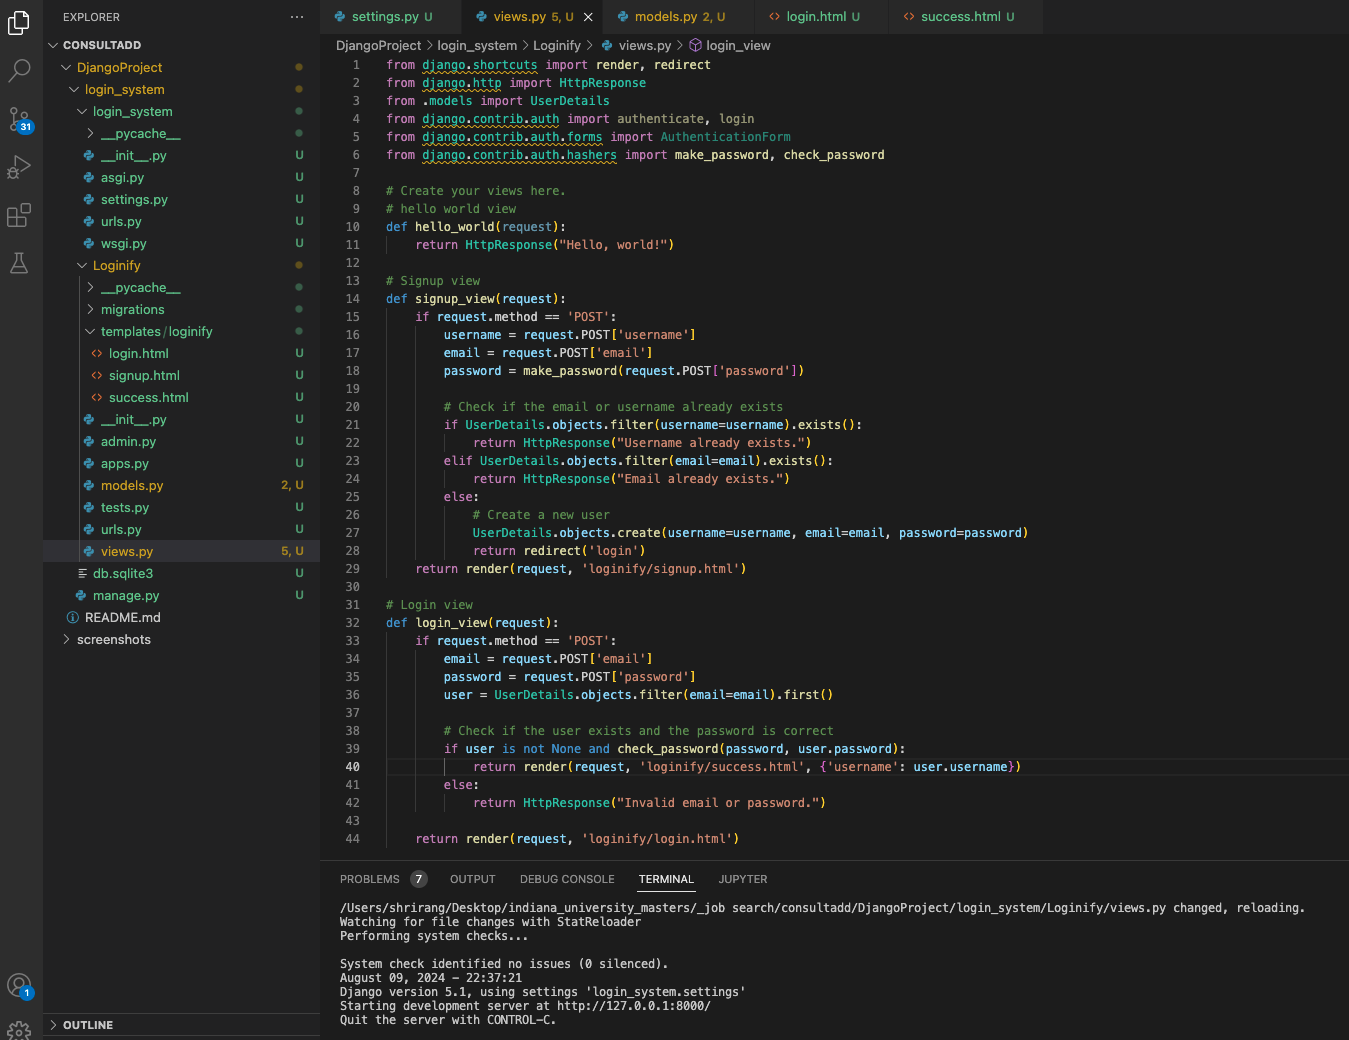 EXPLORER
CONSULTADD
DjangoProject
login_system
login_system
__pycache__
__init__.py U
asgi.py U
settings.py U
urls.py U
wsgi.py U
Loginify
__pycache__
migrations
templates/loginify
login.html U
signup.html U
success.html U
__init__.py U
admin.py U
apps.py U
models.py 2, U
tests.py U
urls.py U
views.py 5, U
db.sqlite3 U
manage.py U
README.md
screenshots
OUTLINE
31
1
settings.py U views.py 5, U models.py 2, U login.html U success.html U
DjangoProject > login_system > Loginify > views.py > login_view
1 from django.shortcuts import render, redirect
2 from django.http import HttpResponse
3 from .models import UserDetails
4 from django.contrib.auth import authenticate, login
5 from django.contrib.auth.forms import AuthenticationForm
6 from django.contrib.auth.hashers import make_password, check_password
7
8 # Create your views here.
9 # hello world view
10 def hello_world(request):
11     return HttpResponse("Hello, world!")
12
13 # Signup view
14 def signup_view(request):
15     if request.method == 'POST':
16         username = request.POST['username']
17         email = request.POST['email']
18         password = make_password(request.POST['password'])
19
20         # Check if the email or username already exists
21         if UserDetails.objects.filter(username=username).exists():
22             return HttpResponse("Username already exists.")
23         elif UserDetails.objects.filter(email=email).exists():
24             return HttpResponse("Email already exists.")
25         else:
26             # Create a new user
27             UserDetails.objects.create(username=username, email=email, password=password)
28             return redirect('login')
29     return render(request, 'loginify/signup.html')
30
31 # Login view
32 def login_view(request):
33     if request.method == 'POST':
34         email = request.POST['email']
35         password = request.POST['password']
36         user = UserDetails.objects.filter(email=email).first()
37
38         # Check if the user exists and the password is correct
39         if user is not None and check_password(password, user.password):
40             return render(request, 'loginify/success.html', {'username': user.username})
41         else:
42             return HttpResponse("Invalid email or password.")
43
44     return render(request, 'loginify/login.html')
PROBLEMS 7 OUTPUT DEBUG CONSOLE TERMINAL JUPYTER
/Users/shrirang/Desktop/indiana_university_masters/_job search/consultadd/DjangoProject/login_system/Loginify/views.py changed, reloading.
Watching for file changes with StatReloader
Performing system checks...
System check identified no issues (0 silenced).
August 09, 2024 - 22:37:21
Django version 5.1, using settings 'login_system.settings'
Starting development server at http://127.0.0.1:8000/
Quit the server with CONTROL-C.